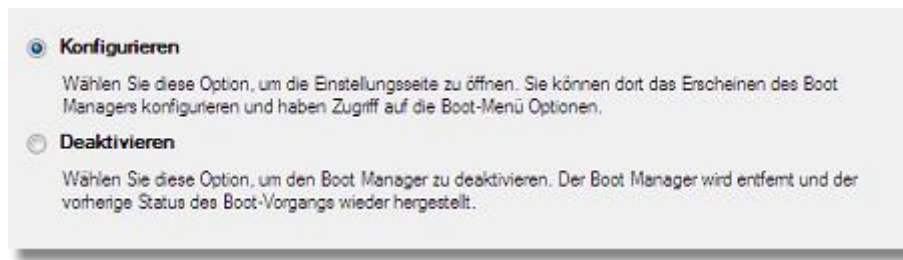 Konfigurieren
Wählen Sie diese Option, um die Einstellungsseite zu öffnen. Sie können dort das Erscheinen des Boot
Managers konfigurieren und haben Zugriff auf die Boot-Menü Optionen.
Deaktivieren
Wählen Sie diese Option, um den Boot Manager zu deaktivieren. Der Boot Manager wird entfernt und der
vorherige Status des Boot-Vorgangs wieder hergestellt.